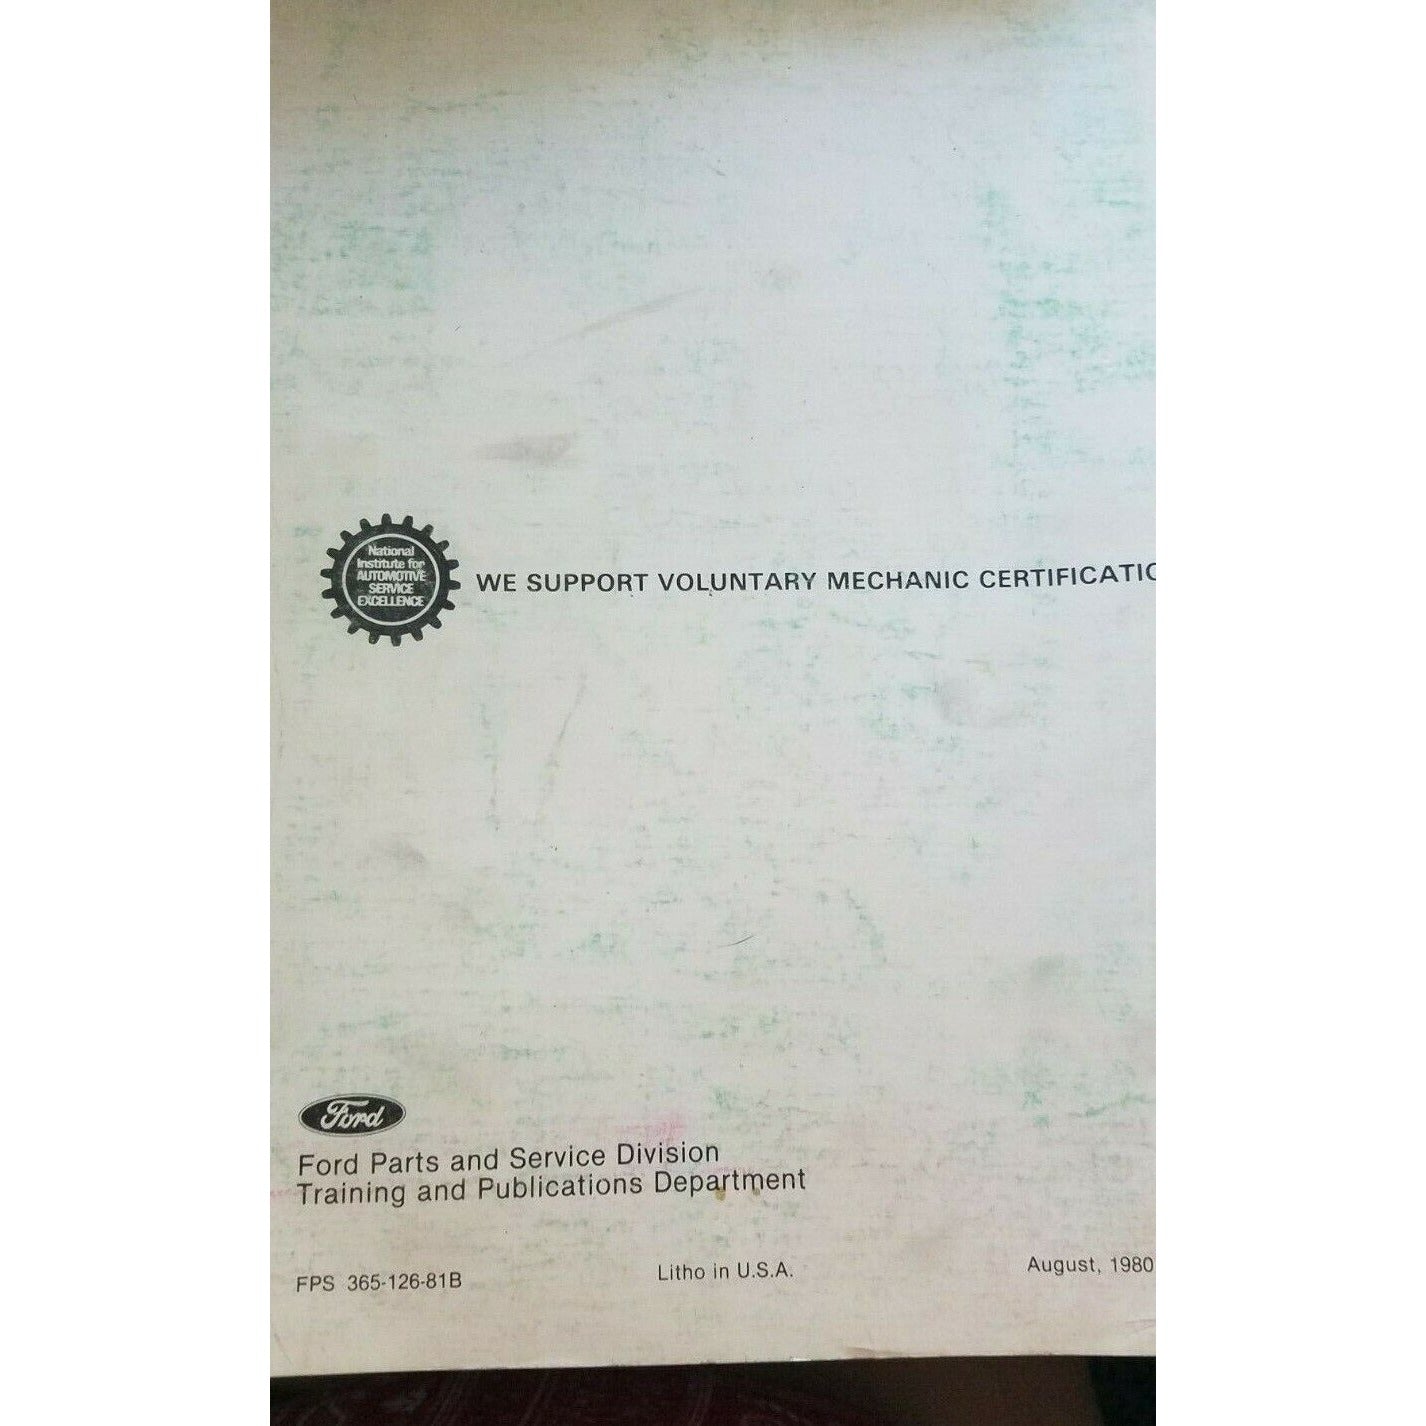 National
Institute for
AUTOMOTIVE
SERVICE
EXCELLENCE
WE SUPPORT VOLUNTARY MECHANIC CERTIFICATIC
Ford
Ford Parts and Service Division
Training and Publications Department
FPS 365-126-81B
Litho in U.S.A.
August, 1980